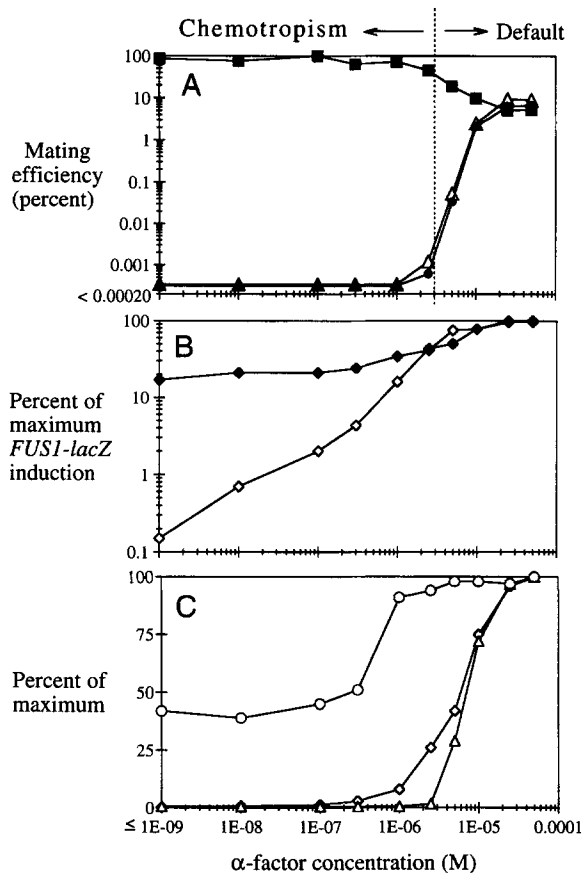 Chemotropism Default
A
100
10
1
0.1
0.01
0.001
< 0.00020
Mating
efficiency
(percent)
B
100
10
1
0.1
Percent of
maximum
FUS1-lacZ
induction
C
100
75
50
25
0
Percent of
maximum
≤ 1E-09 1E-08 1E-07 1E-06 1E-05 0.0001
α-factor concentration (M)